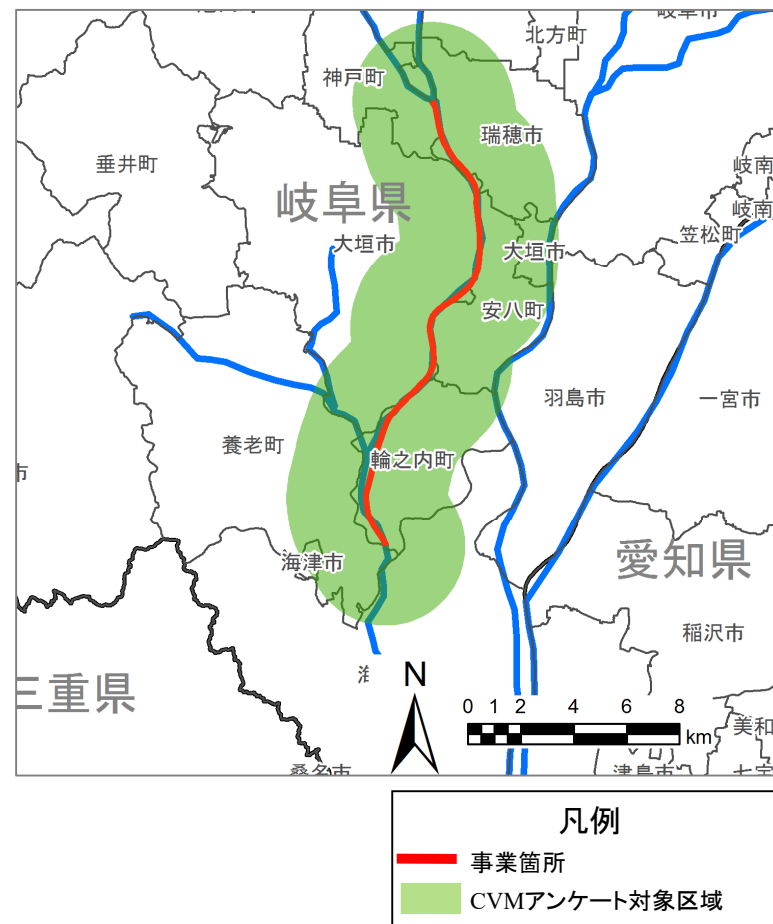 岐阜市
北方町
神戸町
瑞穂市
垂井町
岐南
岐阜県
岐南
笠松町
大垣市
大垣市
安八町
羽島市
一宮市
養老町
輪之内町
市
海津市
愛知県
稲沢市
三重県
N
0 1 2 4 6 8
km
美和
桑名市
津島市
七宝
凡例
事業箇所
CVMアンケート対象区域